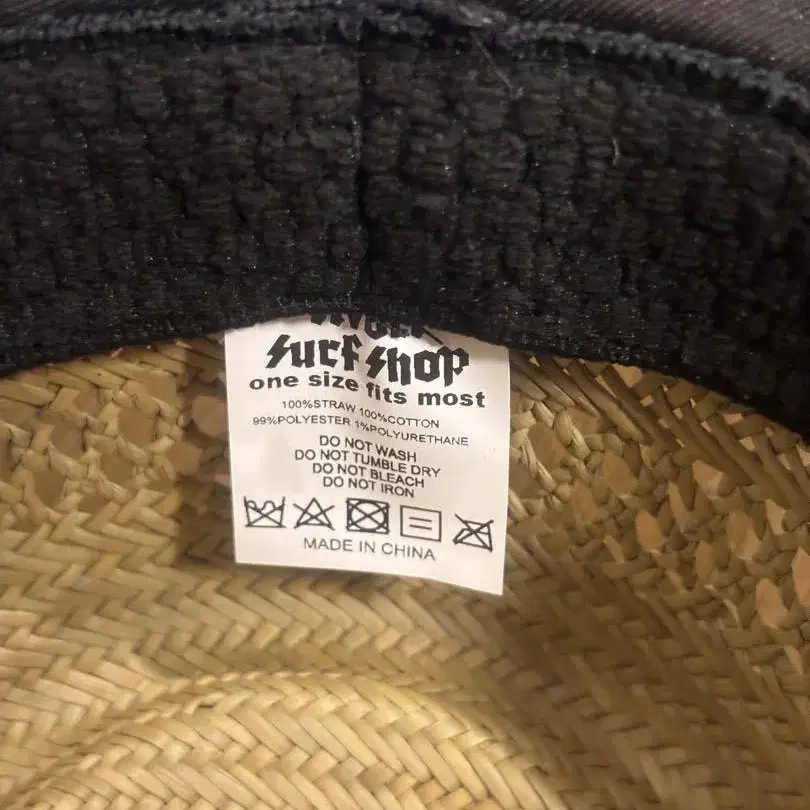 surf shop
one size fits most
100%STRAW 100%COTTON
99%POLYESTER 1%POLYURETHANE
DO NOT WASH
DO NOT TUMBLE DRY
DO NOT BLEACH
DO NOT IRON
MADE IN CHINA